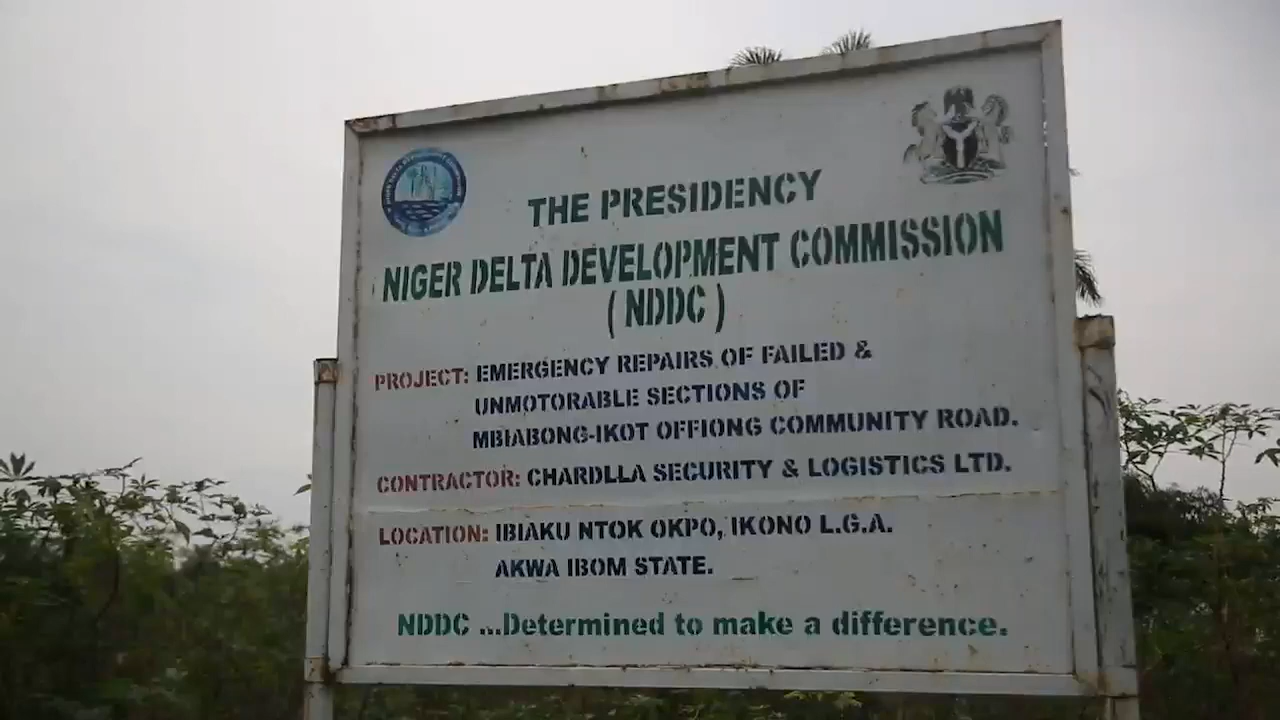 THE PRESIDENCY
NIGER DELTA DEVELOPMENT COMMISSION
( NDDC )
PROJECT: EMERGENCY REPAIRS OF FAILED &
UNMOTORABLE SECTIONS OF
MBIABONG-IKOT OFFIONG COMMUNITY ROAD.
CONTRACTOR: CHARDLLA SECURITY & LOGISTICS LTD.
LOCATION: IBIAKU NTOK OKPO, IKONO L.G.A.
AKWA IBOM STATE.
NDDC ...Determined to make a difference.